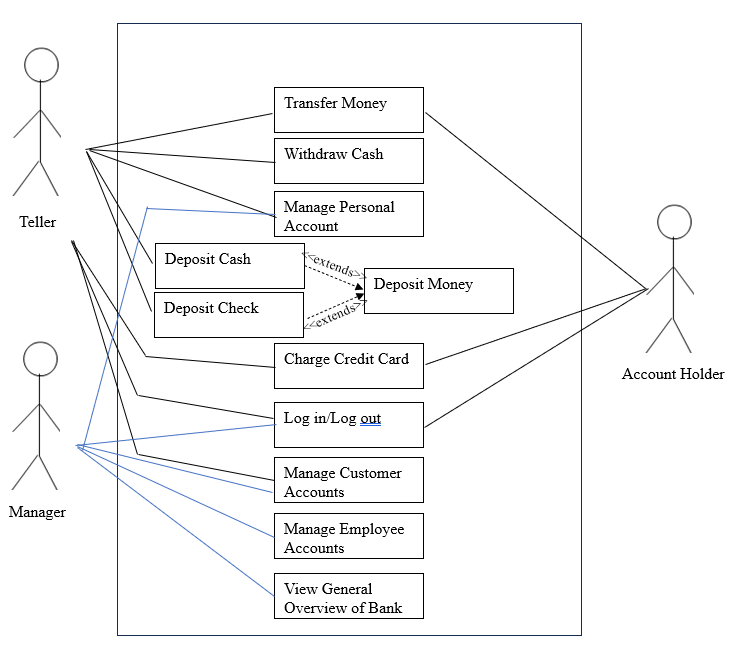 Transfer Money
Withdraw Cash
Teller
Manage Personal
Account
Deposit Cash
<<extends>>
Deposit Money
Deposit Check
<<extends>>
Charge Credit Card
Account Holder
Log in/Log out
Manage Customer
Accounts
Manager
Manage Employee
Accounts
View General
Overview of Bank